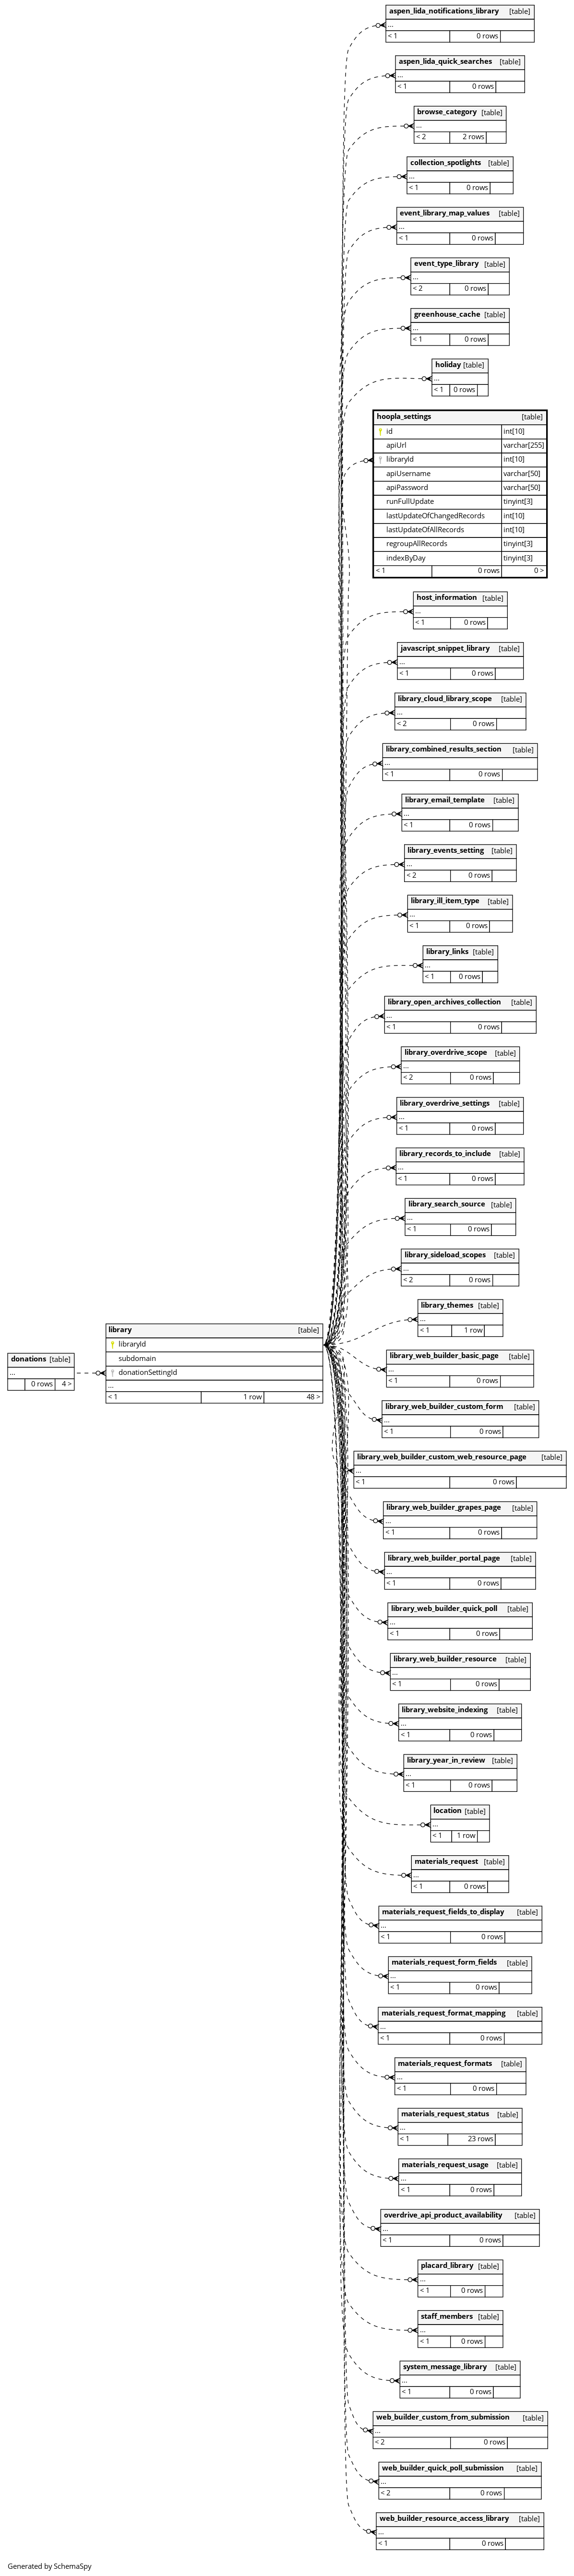 aspen_lida_notifications_library [table]
...
< 1 0 rows
aspen_lida_quick_searches [table]
...
< 1 0 rows
browse_category [table]
...
< 2 2 rows
collection_spotlights [table]
...
< 1 0 rows
event_library_map_values [table]
...
< 1 0 rows
event_type_library [table]
...
< 2 0 rows
greenhouse_cache [table]
...
< 1 0 rows
holiday [table]
...
< 1 0 rows
hoopla_settings [table]
id int[10]
apiUrl varchar[255]
libraryId int[10]
apiUsername varchar[50]
apiPassword varchar[50]
runFullUpdate tinyint[3]
lastUpdateOfChangedRecords int[10]
lastUpdateOfAllRecords int[10]
regroupAllRecords tinyint[3]
indexByDay tinyint[3]
< 1 0 rows 0 >
host_information [table]
...
< 1 0 rows
javascript_snippet_library [table]
...
< 1 0 rows
library_cloud_library_scope [table]
...
< 2 0 rows
library_combined_results_section [table]
...
< 1 0 rows
library_email_template [table]
...
< 1 0 rows
library_events_setting [table]
...
< 2 0 rows
library_ill_item_type [table]
...
< 1 0 rows
library_links [table]
...
< 1 0 rows
library_open_archives_collection [table]
...
< 1 0 rows
library_overdrive_scope [table]
...
< 2 0 rows
library_overdrive_settings [table]
...
< 1 0 rows
library_records_to_include [table]
...
< 1 0 rows
library_search_source [table]
...
< 1 0 rows
library_sideload_scopes [table]
...
< 2 0 rows
library_themes [table]
...
< 1 1 row
library [table]
libraryId
subdomain
donationSettingId
...
< 1 1 row 48 >
donations [table]
...
0 rows 4 >
library_web_builder_basic_page [table]
...
< 1 0 rows
library_web_builder_custom_form [table]
...
< 1 0 rows
library_web_builder_custom_web_resource_page [table]
...
< 1 0 rows
library_web_builder_grapes_page [table]
...
< 1 0 rows
library_web_builder_portal_page [table]
...
< 1 0 rows
library_web_builder_quick_poll [table]
...
< 1 0 rows
library_web_builder_resource [table]
...
< 1 0 rows
library_website_indexing [table]
...
< 1 0 rows
library_year_in_review [table]
...
< 1 0 rows
location [table]
...
< 1 1 row
materials_request [table]
...
< 1 0 rows
materials_request_fields_to_display [table]
...
< 1 0 rows
materials_request_form_fields [table]
...
< 1 0 rows
materials_request_format_mapping [table]
...
< 1 0 rows
materials_request_formats [table]
...
< 1 0 rows
materials_request_status [table]
...
< 1 23 rows
materials_request_usage [table]
...
< 1 0 rows
overdrive_api_product_availability [table]
...
< 1 0 rows
placard_library [table]
...
< 1 0 rows
staff_members [table]
...
< 1 0 rows
system_message_library [table]
...
< 1 0 rows
web_builder_custom_from_submission [table]
...
< 2 0 rows
web_builder_quick_poll_submission [table]
...
< 2 0 rows
web_builder_resource_access_library [table]
...
< 1 0 rows
Generated by SchemaSpy